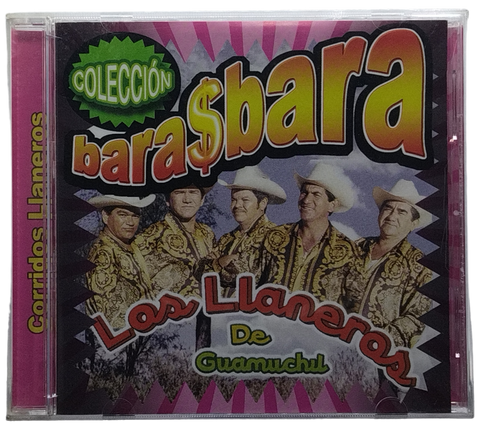 COLECCIÓN
bara$bara
Los Llaneros
De
Guamuchil
Corridos Llaneros